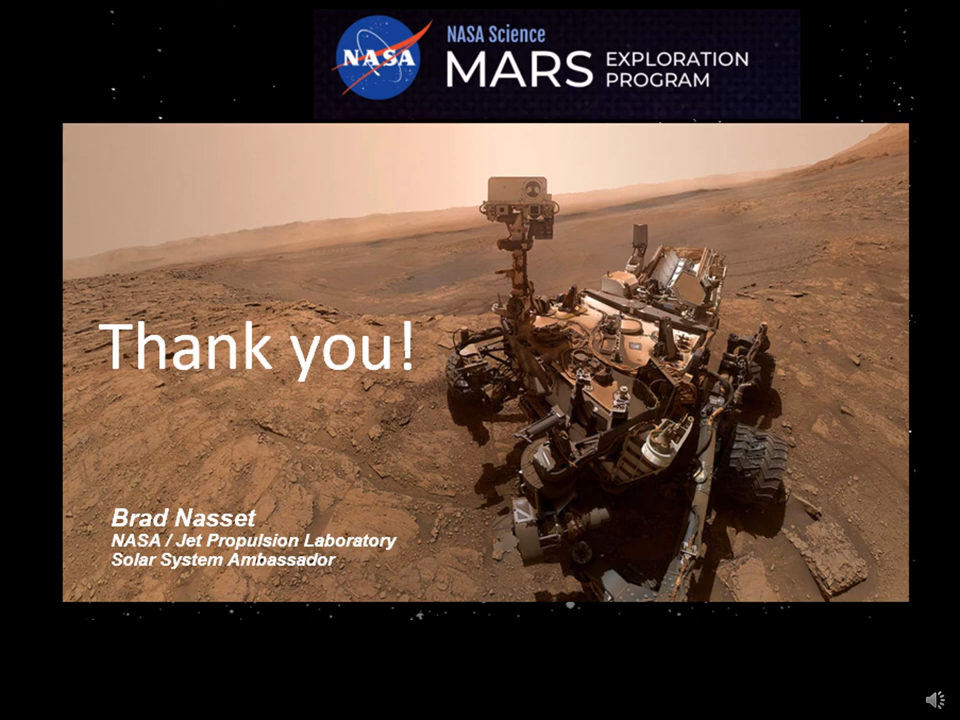 NASA
NASA Science
MARS EXPLORATION PROGRAM
Thank you!
Brad Nasset
NASA / Jet Propulsion Laboratory
Solar System Ambassador